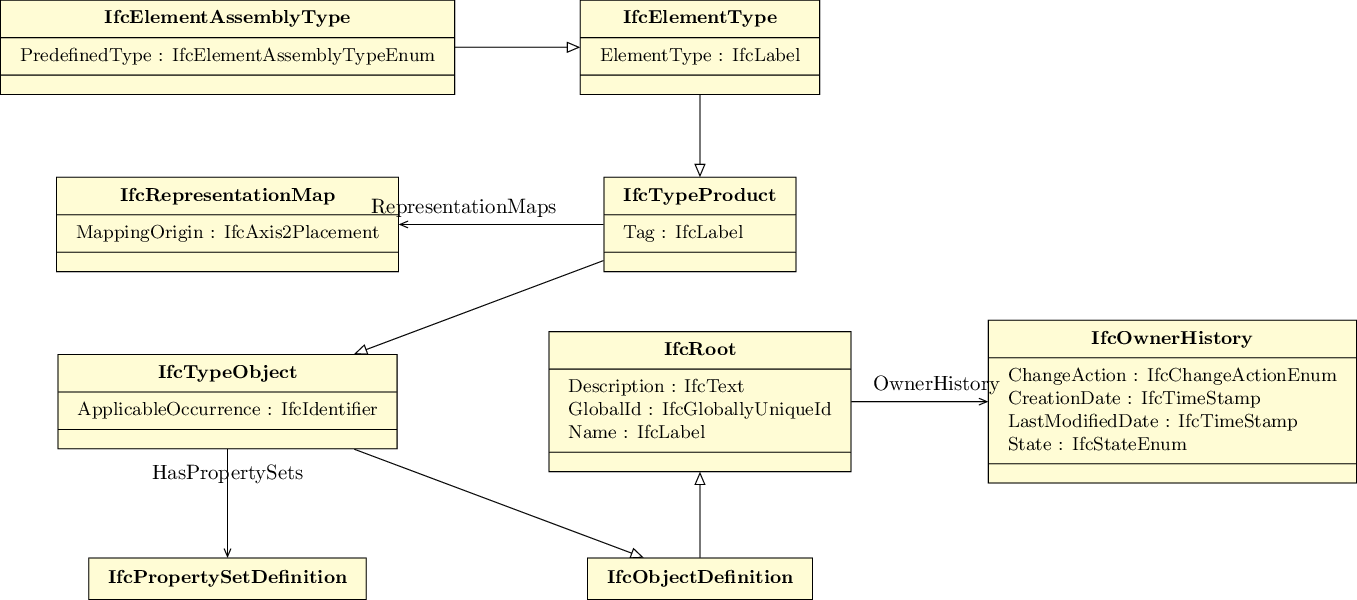 IfcElementAssemblyType
PredefinedType : IfcElementAssemblyTypeEnum
IfcElementType
ElementType : IfcLabel
IfcRepresentationMap
MappingOrigin : IfcAxis2Placement
RepresentationMaps
IfcTypeProduct
Tag : IfcLabel
IfcTypeObject
ApplicableOccurrence : IfcIdentifier
IfcRoot
Description : IfcText
GlobalId : IfcGloballyUniqueId
Name : IfcLabel
OwnerHistory
IfcOwnerHistory
ChangeAction : IfcChangeActionEnum
CreationDate : IfcTimeStamp
LastModifiedDate : IfcTimeStamp
State : IfcStateEnum
HasPropertySets
IfcPropertySetDefinition
IfcObjectDefinition